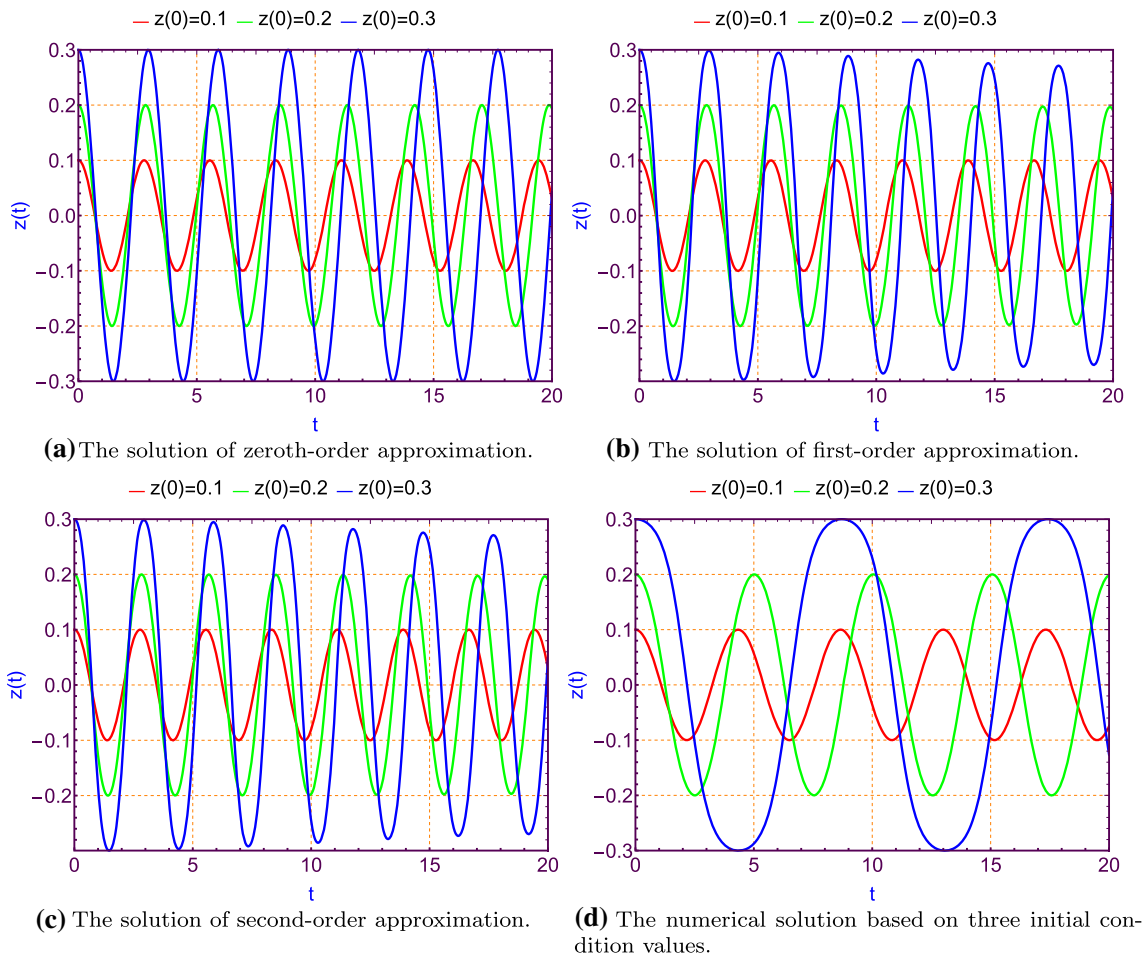 z(0)=0.1 z(0)=0.2 z(0)=0.3
0.3
0.2
0.1
0.0
−0.1
−0.2
−0.3
z(t)
0 5 10 15 20
t
(a) The solution of zeroth-order approximation.
z(0)=0.1 z(0)=0.2 z(0)=0.3
0.3
0.2
0.1
0.0
−0.1
−0.2
−0.3
z(t)
0 5 10 15 20
t
(b) The solution of first-order approximation.
z(0)=0.1 z(0)=0.2 z(0)=0.3
0.3
0.2
0.1
0.0
−0.1
−0.2
z(t)
0 5 10 15 20
t
(c) The solution of second-order approximation.
z(0)=0.1 z(0)=0.2 z(0)=0.3
0.3
0.2
0.1
0.0
−0.1
−0.2
−0.3
z(t)
0 5 10 15 20
t
(d) The numerical solution based on three initial con-
dition values.